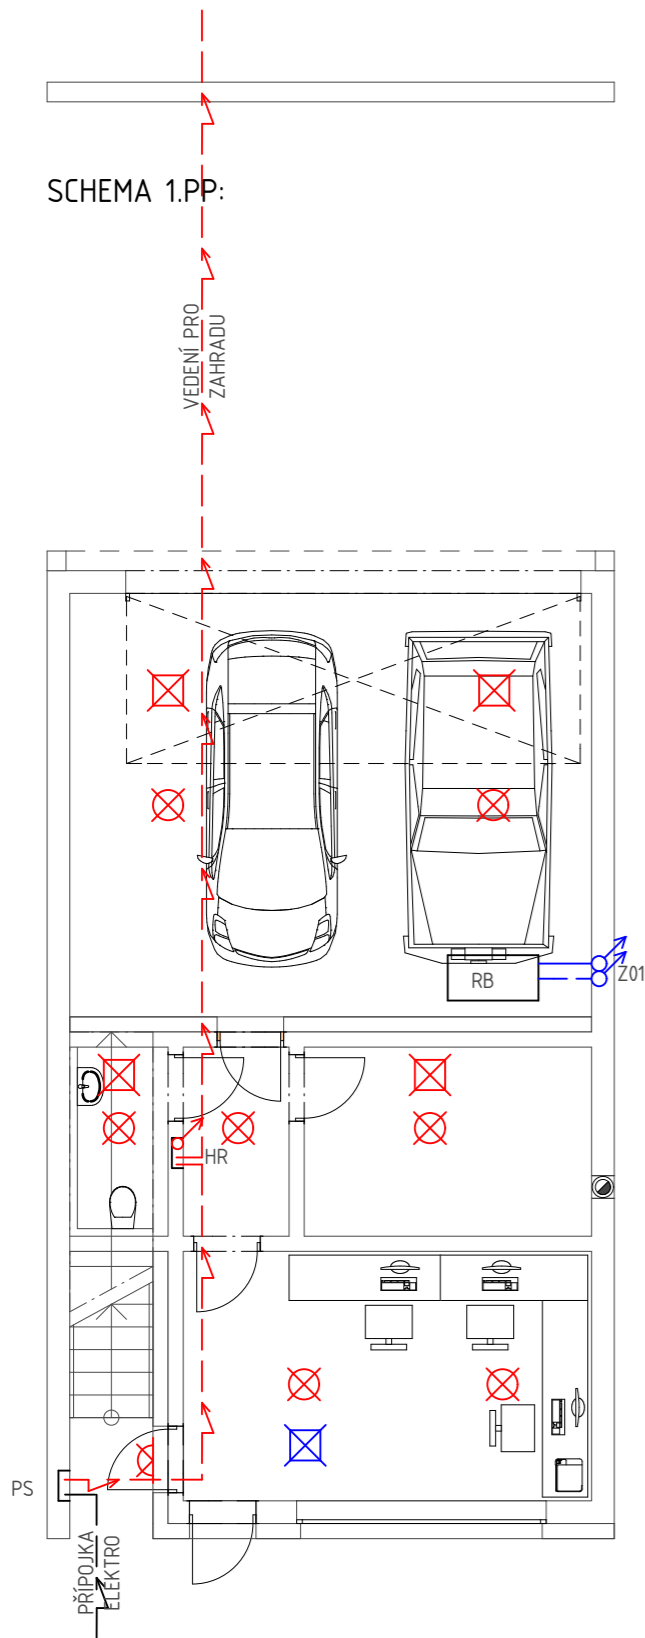 SCHEMA 1.PP:
VEDENÍ PRO
ZAHRADU
RB
Z01
HR
PS
PŘÍPOJKA
ELEKTRO